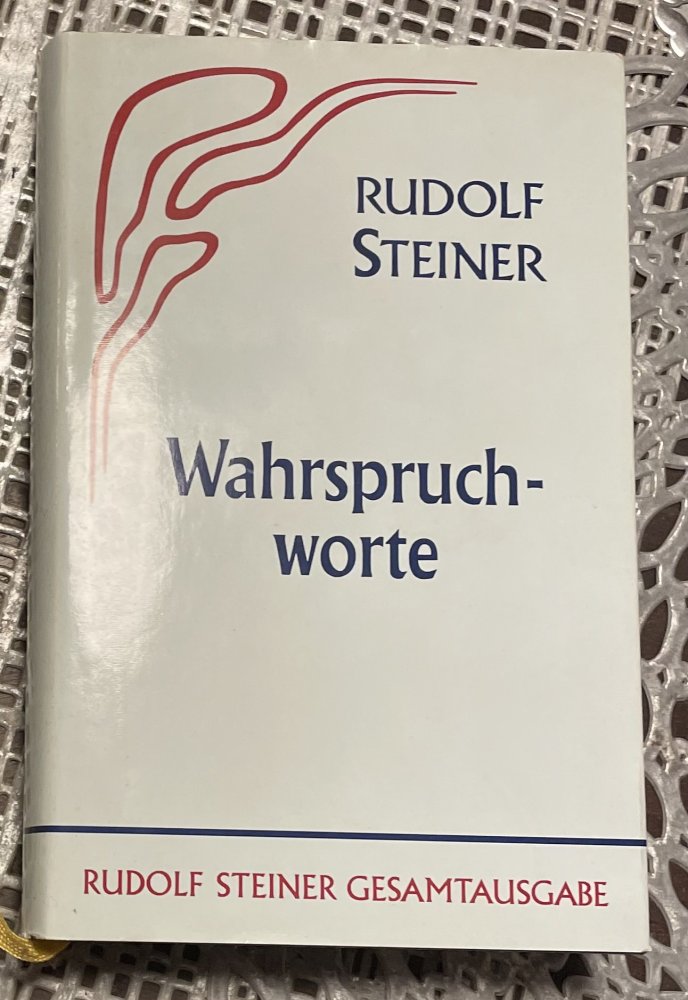 RUDOLF
STEINER
Wahrspruch-
worte
RUDOLF STEINER GESAMTAUSGABE